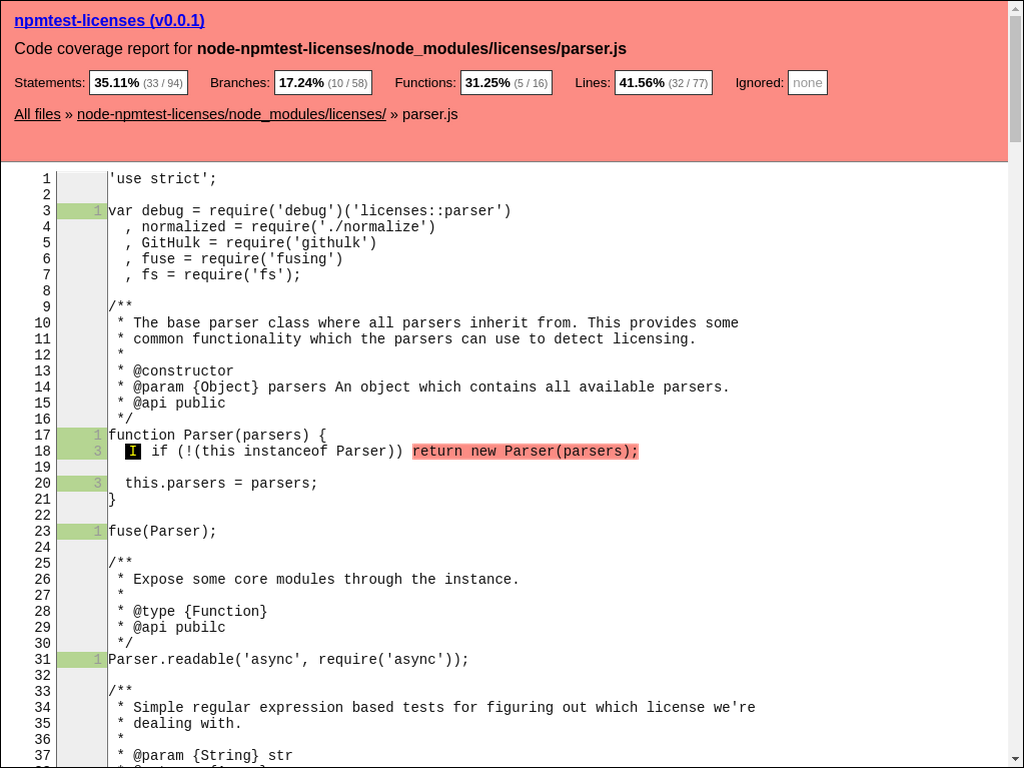 npmtest-licenses (v0.0.1)
Code coverage report for node-npmtest-licenses/node_modules/licenses/parser.js
Statements: 35.11% (33 / 94) Branches: 17.24% (10 / 58) Functions: 31.25% (5 / 16) Lines: 41.56% (32 / 77) Ignored: none
All files » node-npmtest-licenses/node_modules/licenses/ » parser.js
1 'use strict';
2
3 1 var debug = require('debug')('licenses::parser')
4   , normalized = require('./normalize')
5   , GitHulk = require('githulk')
6   , fuse = require('fusing')
7   , fs = require('fs');
8
9 /**
10  * The base parser class where all parsers inherit from. This provides some
11  * common functionality which the parsers can use to detect licensing.
12  *
13  * @constructor
14  * @param {Object} parsers An object which contains all available parsers.
15  * @api public
16  */
17 1 function Parser(parsers) {
18 3   I if (!(this instanceof Parser)) return new Parser(parsers);
19
20 3   this.parsers = parsers;
21 }
22
23 1 fuse(Parser);
24
25 /**
26  * Expose some core modules through the instance.
27  *
28  * @type {Function}
29  * @api pubilc
30  */
31 1 Parser.readable('async', require('async'));
32
33 /**
34  * Simple regular expression based tests for figuring out which license we're
35  * dealing with.
36  *
37  * @param {String} str